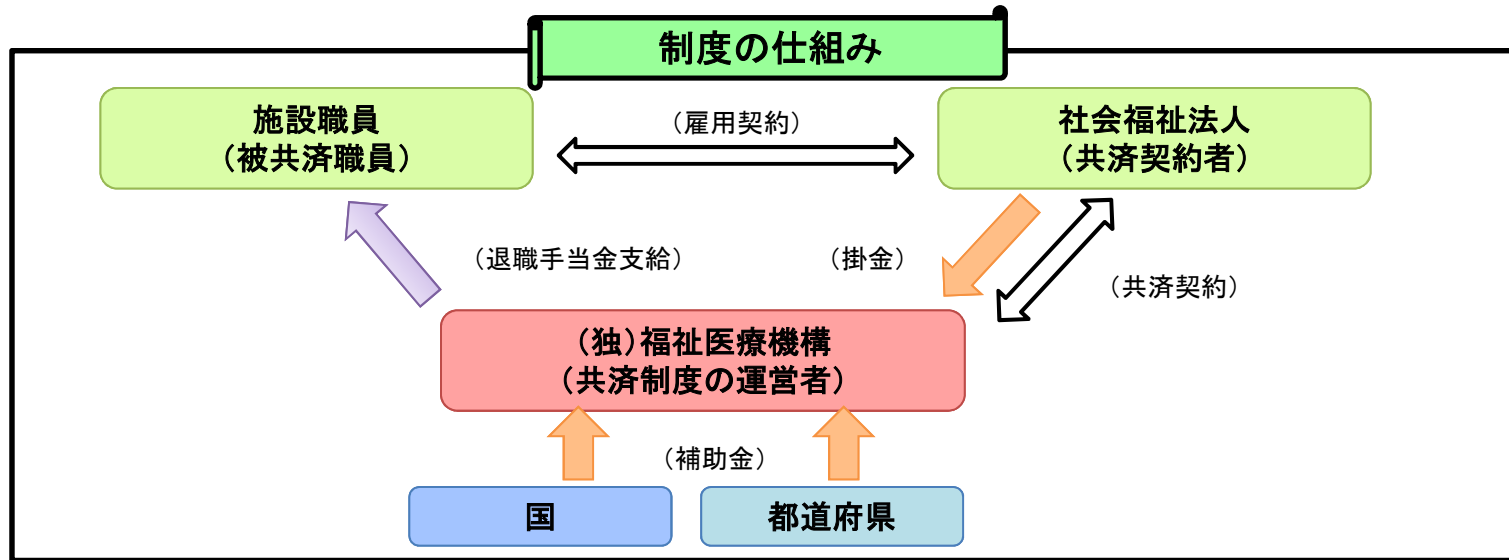 制度の仕組み
施設職員
（被共済職員）
（雇用契約）
社会福祉法人
（共済契約者）
（退職手当金支給）
（掛金）
（共済契約）
（独）福祉医療機構
（共済制度の運営者）
（補助金）
国
都道府県